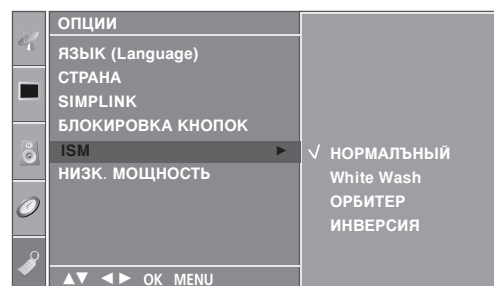 ОПЦИИ
ЯЗЫК (Language)
СТРАНА
SIMPLINK
БЛОКИРОВКА КНОПОК
ISM ►
НИЗК. МОЩНОСТЬ
√ НОРМАЛЪНЫЙ
White Wash
ОРБИТЕР
ИНВЕРСИЯ
▲▼ ◄► OK MENU